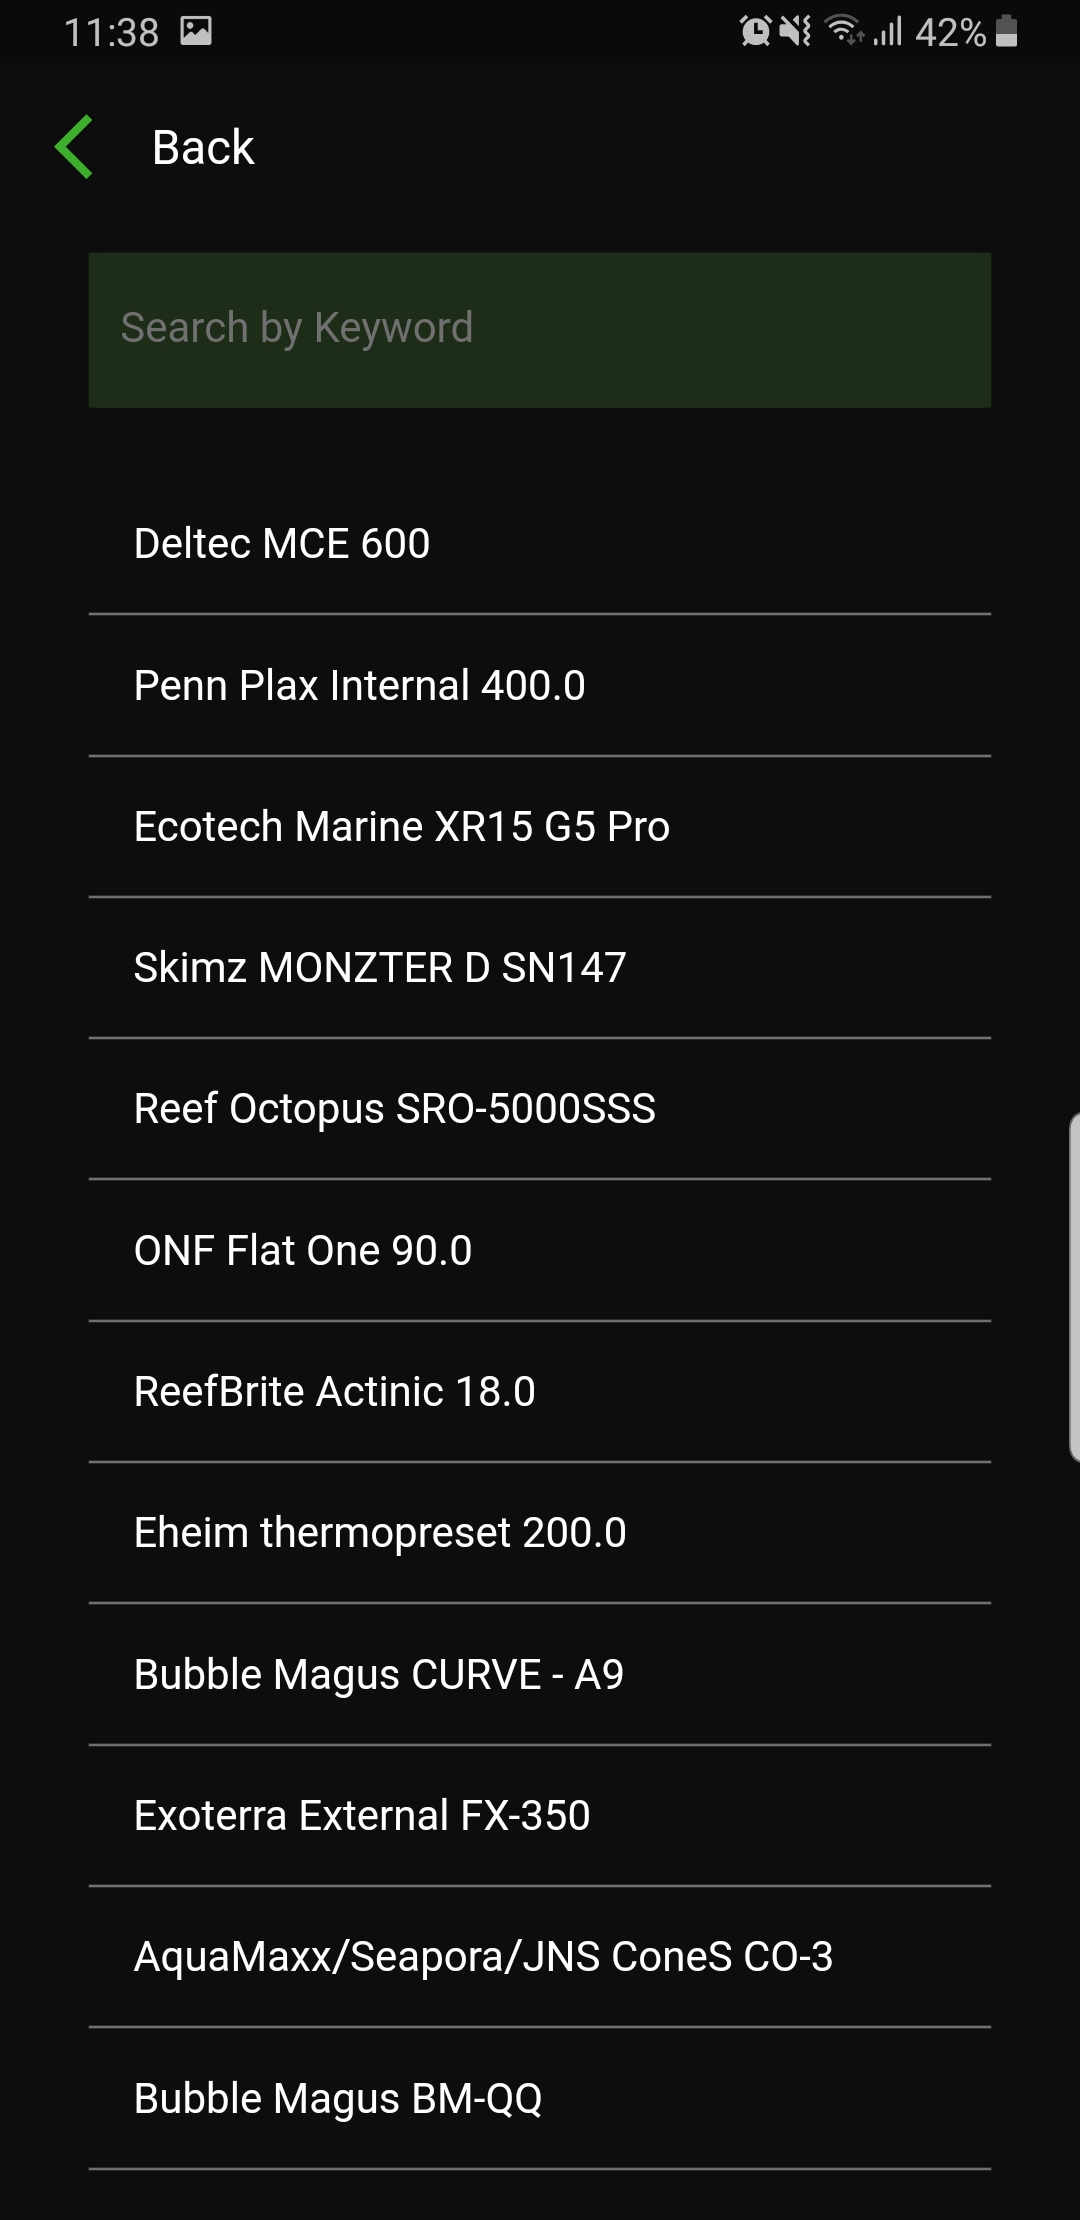 11:38 42%
Back
Search by Keyword
Deltec MCE 600
Penn Plax Internal 400.0
Ecotech Marine XR15 G5 Pro
Skimz MONZTER D SN147
Reef Octopus SRO-5000SSS
ONF Flat One 90.0
ReefBrite Actinic 18.0
Eheim thermopreset 200.0
Bubble Magus CURVE - A9
Exoterra External FX-350
AquaMaxx/Seapora/JNS ConeS CO-3
Bubble Magus BM-QQ